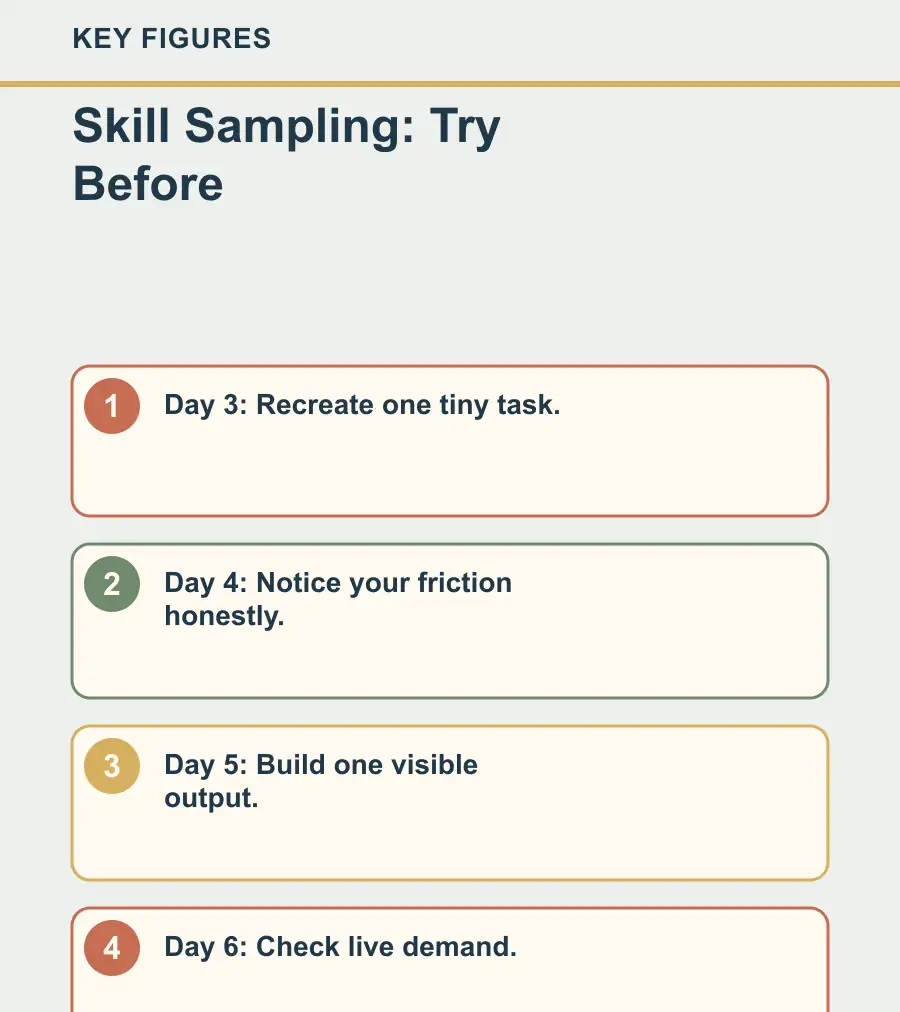 KEY FIGURES
Skill Sampling: Try
Before
1
Day 3: Recreate one tiny task.
2
Day 4: Notice your friction
honestly.
3
Day 5: Build one visible
output.
4
Day 6: Check live demand.